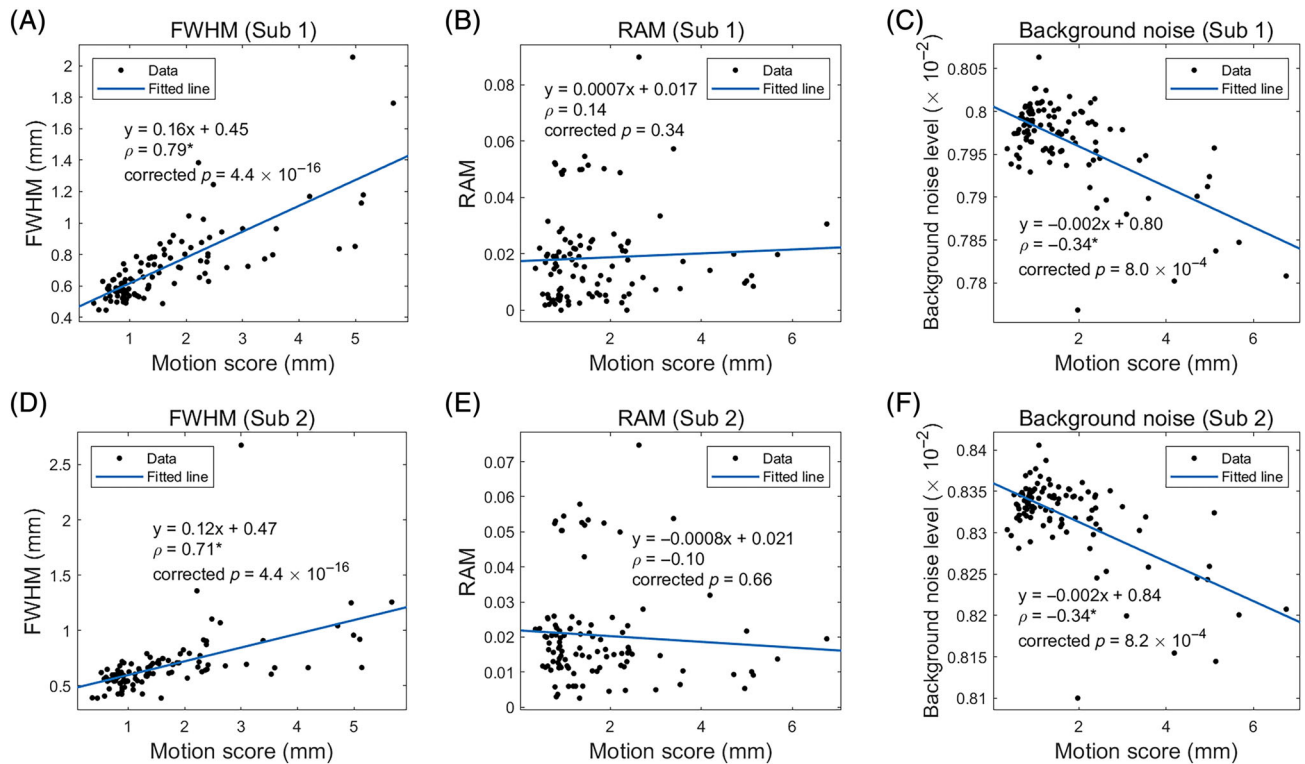 (A)
FWHM (Sub 1)
FWHM (mm)
2
1.8
1.6
1.4
1.2
1
0.8
0.6
0.4
Data
Fitted line
y = 0.16x + 0.45
ρ = 0.79*
corrected p = 4.4 × 10⁻¹⁶
1 2 3 4 5
Motion score (mm)
(B)
RAM (Sub 1)
RAM
0.08
0.06
0.04
0.02
0
Data
Fitted line
y = 0.0007x + 0.017
ρ = 0.14
corrected p = 0.34
0 2 4 6
Motion score (mm)
(C)
Background noise (Sub 1)
Background noise level (× 10⁻²)
0.805
0.8
0.795
0.79
0.785
0.78
Data
Fitted line
y = −0.002x + 0.80
ρ = −0.34*
corrected p = 8.0 × 10⁻⁴
2 4 6
Motion score (mm)
(D)
FWHM (Sub 2)
FWHM (mm)
2.5
2
1.5
1
0.5
Data
Fitted line
y = 0.12x + 0.47
ρ = 0.71*
corrected p = 4.4 × 10⁻¹⁶
1 2 3 4 5
Motion score (mm)
(E)
RAM (Sub 2)
RAM
0.07
0.06
0.05
0.04
0.03
0.02
0.01
0
Data
Fitted line
y = −0.0008x + 0.021
ρ = −0.10
corrected p = 0.66
0 2 4 6
Motion score (mm)
(F)
Background noise (Sub 2)
Background noise level (× 10⁻²)
0.84
0.835
0.83
0.825
0.82
0.815
0.81
Data
Fitted line
y = −0.002x + 0.84
ρ = −0.34*
corrected p = 8.2 × 10⁻⁴
2 4 6
Motion score (mm)